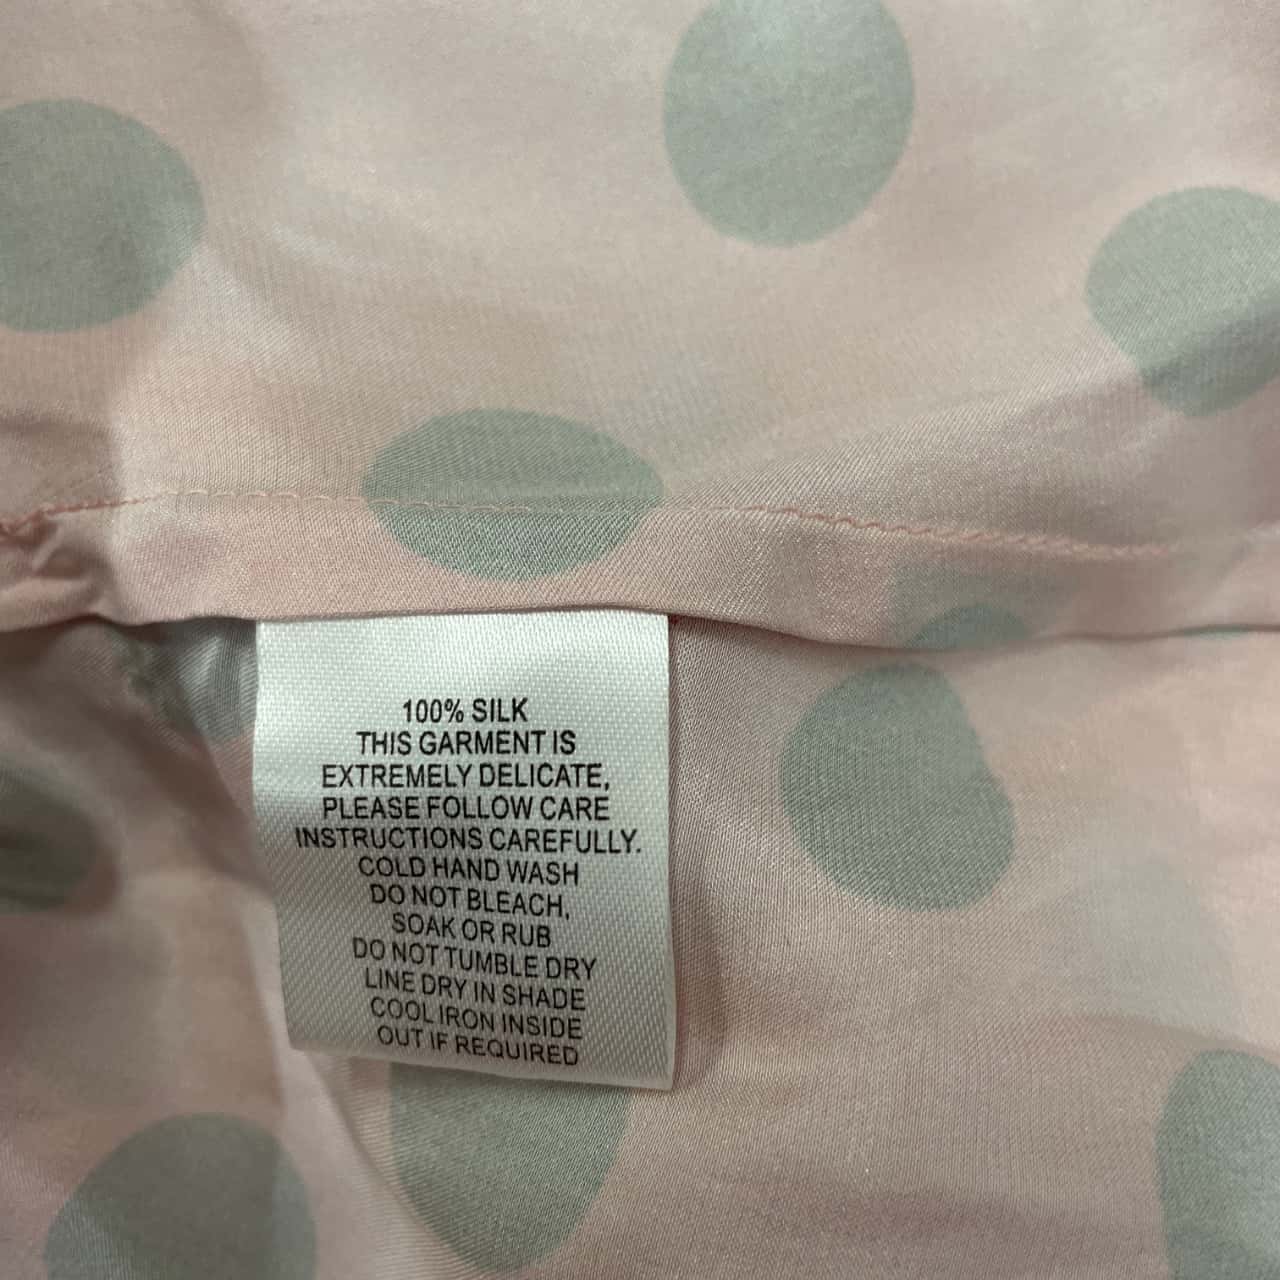 100% SILK
THIS GARMENT IS
EXTREMELY DELICATE,
PLEASE FOLLOW CARE
INSTRUCTIONS CAREFULLY.
COLD HAND WASH
DO NOT BLEACH,
SOAK OR RUB
DO NOT TUMBLE DRY
LINE DRY IN SHADE
COOL IRON INSIDE
OUT IF REQUIRED